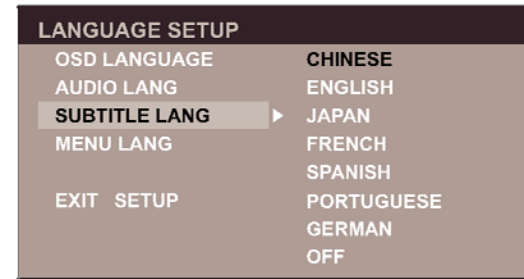 LANGUAGE SETUP
OSD LANGUAGE
AUDIO LANG
SUBTITLE LANG
MENU LANG
EXIT SETUP
CHINESE
ENGLISH
JAPAN
FRENCH
SPANISH
PORTUGUESE
GERMAN
OFF